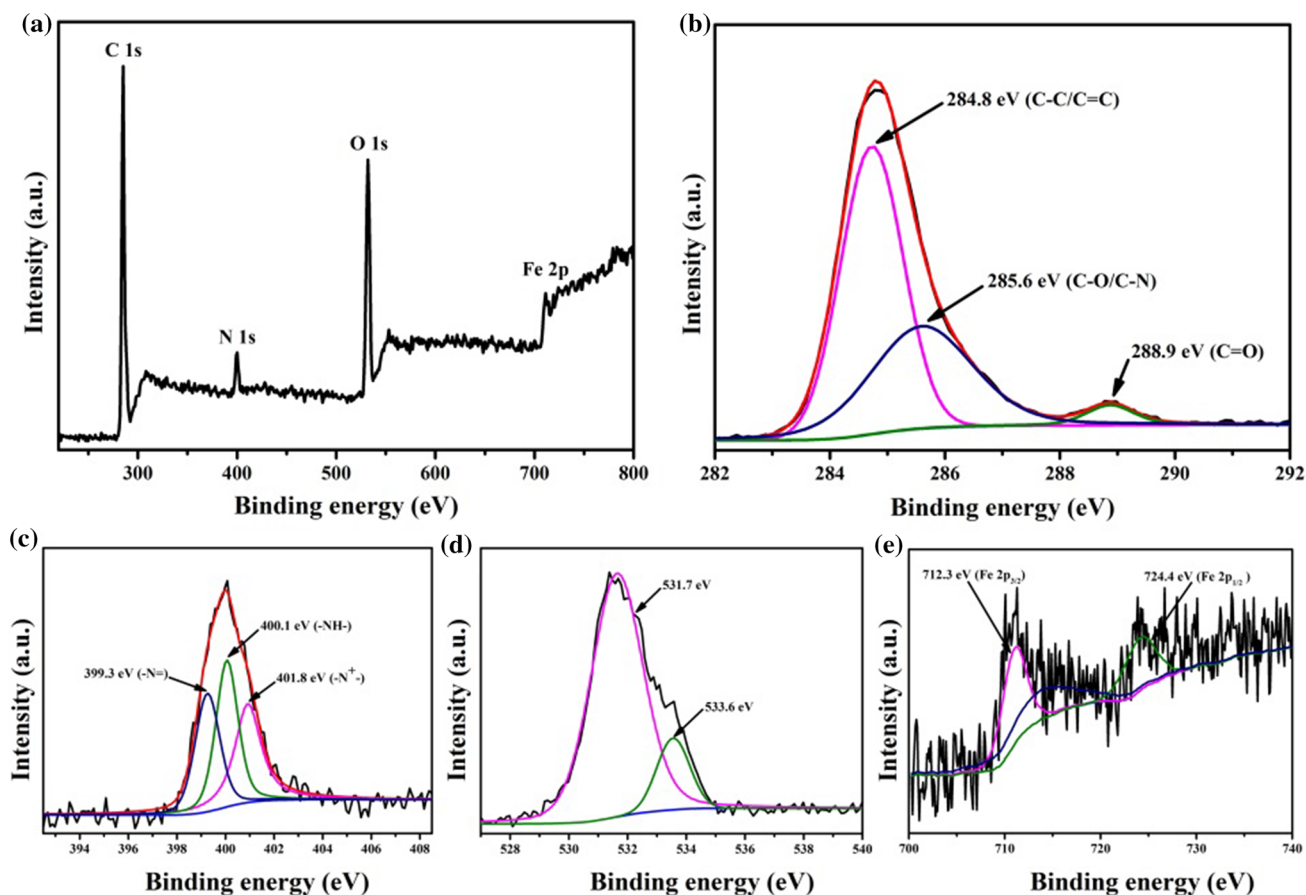 (a)
C 1s
N 1s
O 1s
Fe 2p
Intensity (a.u.)
300 400 500 600 700 800
Binding energy (eV)
(b)
284.8 eV (C-C/C=C)
285.6 eV (C-O/C-N)
288.9 eV (C=O)
Intensity (a.u.)
282 284 286 288 290 292
Binding energy (eV)
(c)
399.3 eV (-N=)
400.1 eV (-NH-)
401.8 eV (-N⁺-)
Intensity (a.u.)
394 396 398 400 402 404 406 408
Binding energy (eV)
(d)
531.7 eV
533.6 eV
Intensity (a.u.)
528 530 532 534 536 538 540
Binding energy (eV)
(e)
712.3 eV (Fe 2p3/2)
724.4 eV (Fe 2p1/2 )
Intensity (a.u.)
700 710 720 730 740
Binding energy (eV)